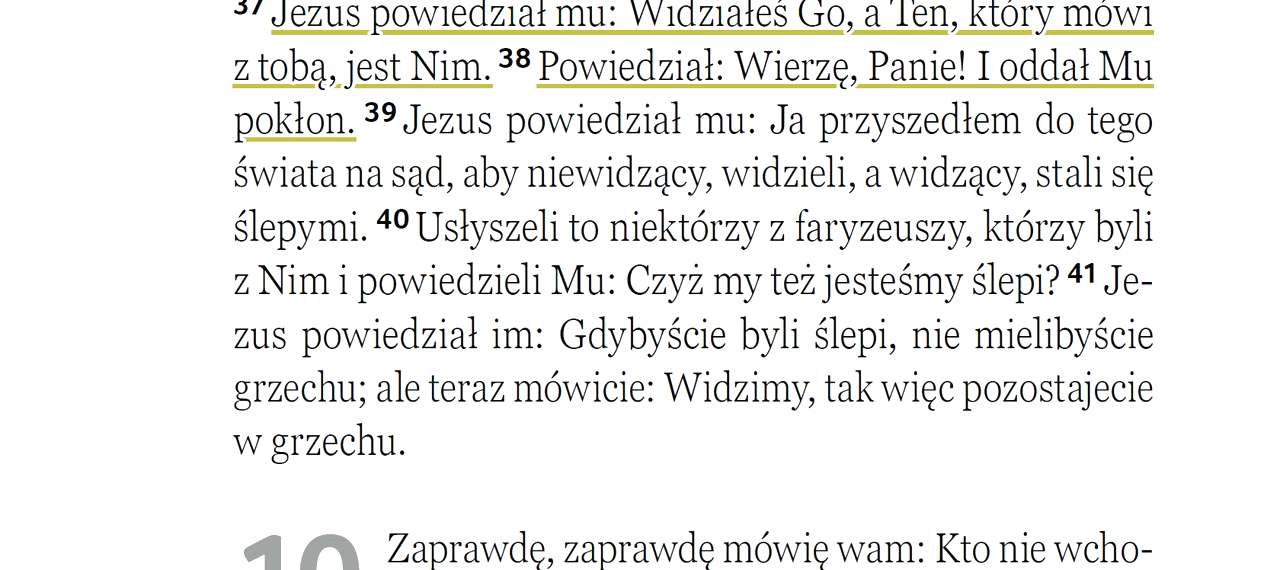 37 Jezus powiedział mu: Widziałeś Go, a Ten, który mówi
z tobą, jest Nim. 38 Powiedział: Wierzę, Panie! I oddał Mu
pokłon. 39 Jezus powiedział mu: Ja przyszedłem do tego
świata na sąd, aby niewidzący, widzieli, a widzący, stali się
ślepymi. 40 Usłyszeli to niektórzy z faryzeuszy, którzy byli
z Nim i powiedzieli Mu: Czyż my też jesteśmy ślepi? 41 Je-
zus powiedział im: Gdybyście byli ślepi, nie mielibyście
grzechu; ale teraz mówicie: Widzimy, tak więc pozostajecie
w grzechu.
10 Zaprawdę, zaprawdę mówię wam: Kto nie wcho-